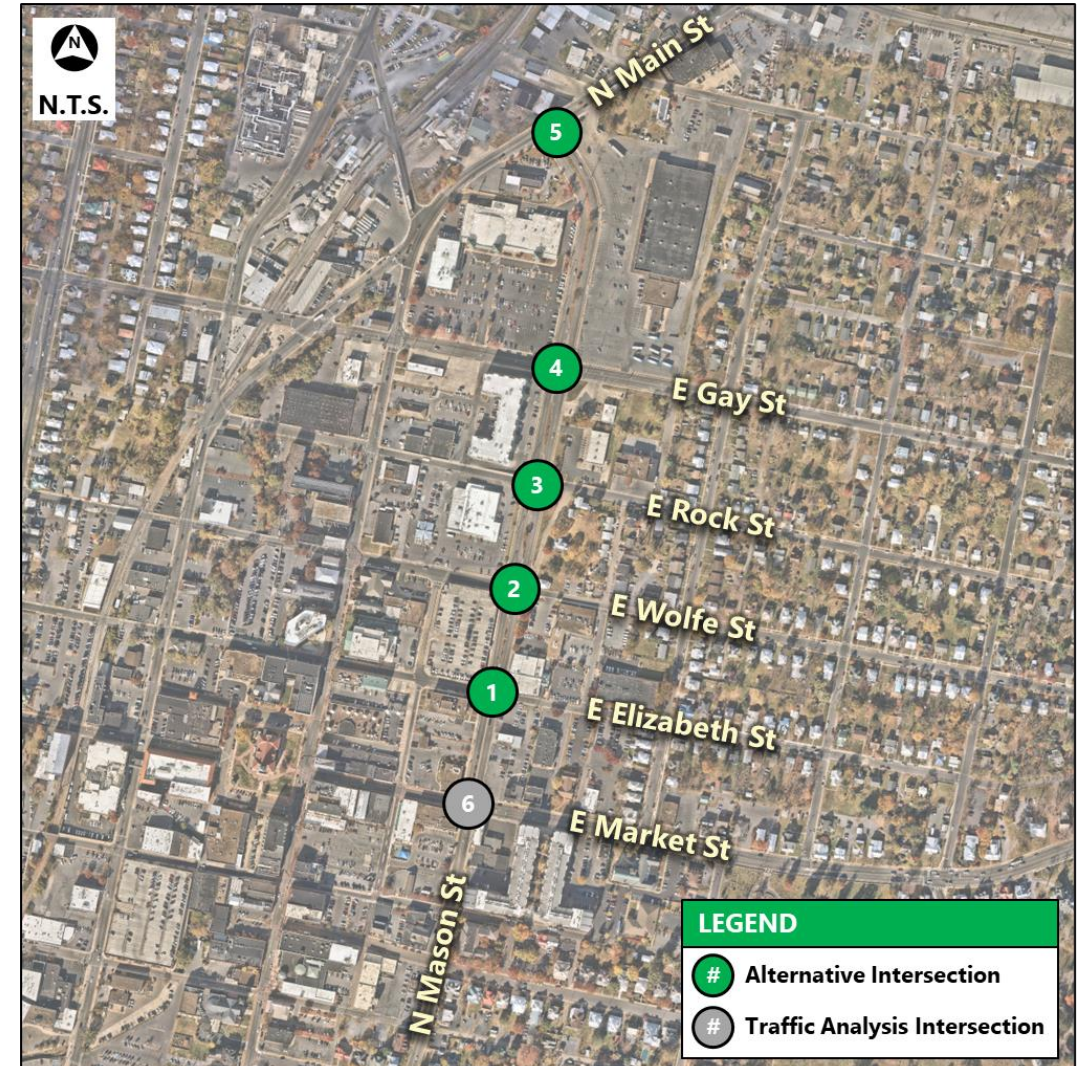 N
N.T.S.
N Main St
5
4
E Gay St
3
E Rock St
2
E Wolfe St
1
E Elizabeth St
6
E Market St
N Mason St
LEGEND
# Alternative Intersection
# Traffic Analysis Intersection